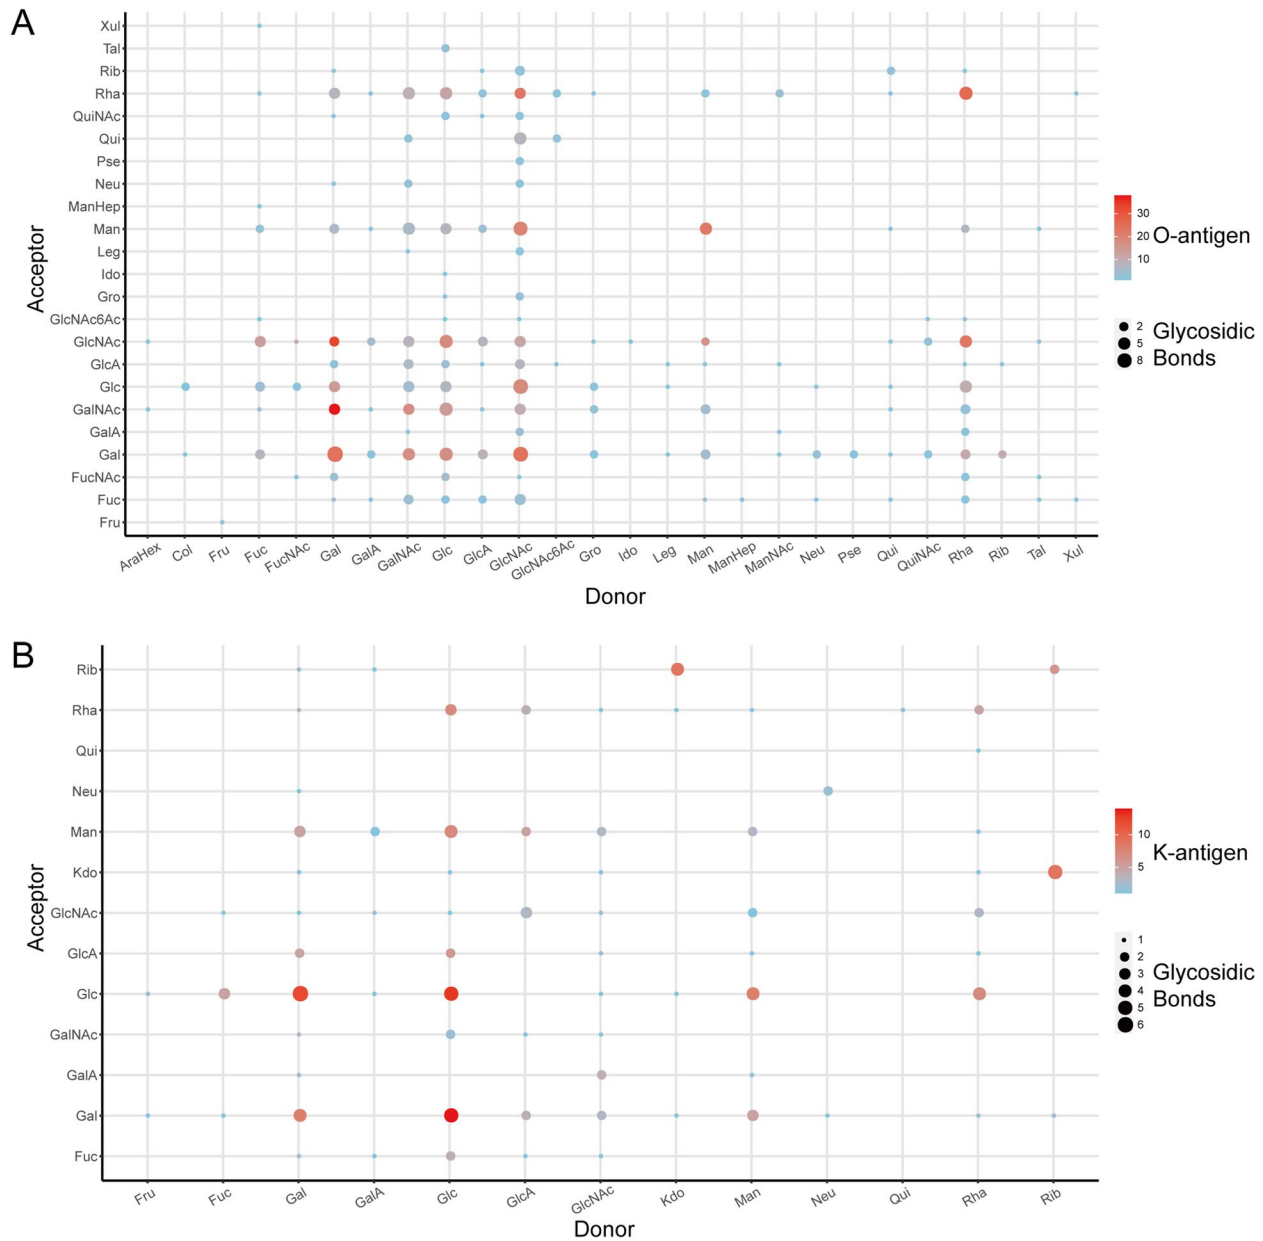 A
Xul
Tal
Rib
Rha
QuiNAc
Qui
Pse
Neu
ManHep
Man
Leg
Ido
Gro
GlcNAc6Ac
GlcNAc
GlcA
Glc
GalNAc
GalA
Gal
FucNAc
Fuc
Fru
Acceptor
AraHex Col Fru Fuc FucNAc Gal GalA GalNAc Glc GlcA GlcNAc GlcNAc6Ac Gro Ido Leg Man ManHep ManNAc Neu Pse Qui QuiNAc Rha Rib Tal Xul
Donor
30
20
10
O-antigen
2
5
8
Glycosidic
Bonds
B
Rib
Rha
Qui
Neu
Man
Kdo
GlcNAc
GlcA
Glc
GalNAc
GalA
Gal
Fuc
Acceptor
Fru Fuc Gal GalA Glc GlcA GlcNAc Kdo Man Neu Qui Rha Rib
Donor
10
5
K-antigen
1
2
3
4
5
6
Glycosidic
Bonds